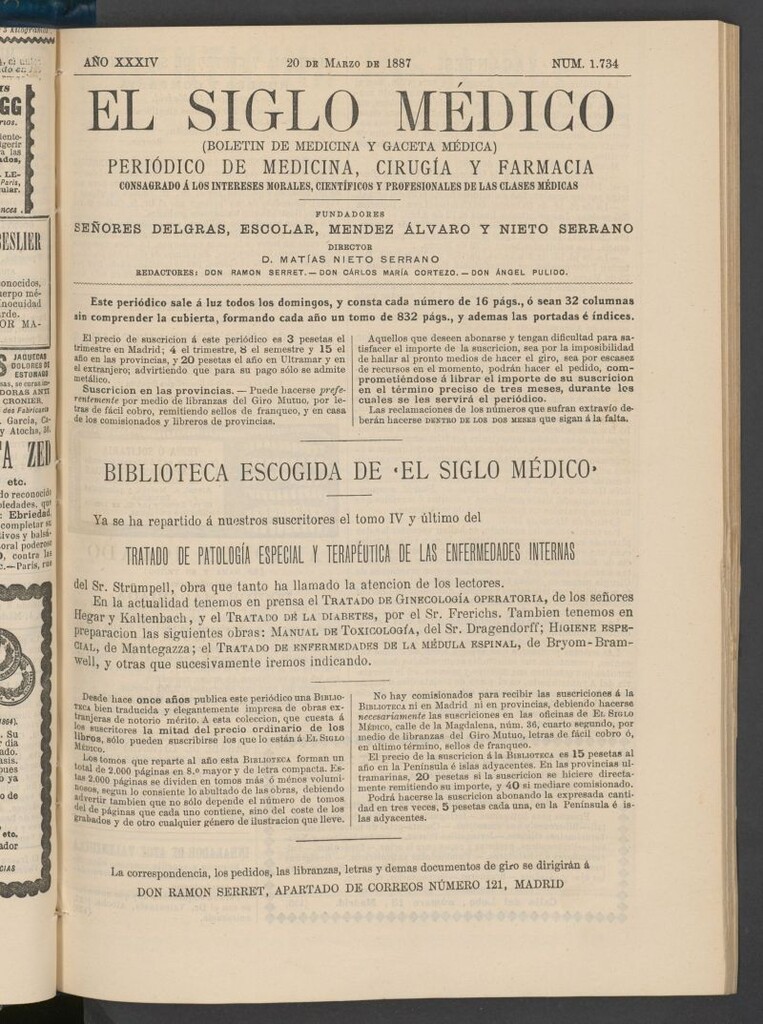 AÑO XXXIV 20 DE MARZO DE 1887 NUM. 1.734
EL SIGLO MÉDICO
(BOLETIN DE MEDICINA Y GACETA MÉDICA)
PERIÓDICO DE MEDICINA, CIRUGÍA Y FARMACIA
CONSAGRADO Á LOS INTERESES MORALES, CIENTÍFICOS Y PROFESIONALES DE LAS CLASES MÉDICAS
FUNDADORES
SEÑORES DELGRAS, ESCOLAR, MENDEZ ÁLVARO Y NIETO SERRANO
DIRECTOR
D. MATÍAS NIETO SERRANO
REDACTORES: DON RAMON SERRET.—DON CÁRLOS MARÍA CORTEZO.—DON ÁNGEL PULIDO.
Este periódico sale á luz todos los domingos, y consta cada número de 16 págs., ó sean 32 columnas
sin comprender la cubierta, formando cada año un tomo de 832 págs., y ademas las portadas é índices.
El precio de suscricion á este periódico es 3 pesetas el
trimestre en Madrid; 4 el trimestre, 8 el semestre y 15 el
año en las provincias, y 20 pesetas el año en Ultramar y en
el extranjero; advirtiendo que para su pago sólo se admite
metálico.
Suscricion en las provincias.—Puede hacerse prefe-
rentemente por medio de libranzas del Giro Mutuo, por le-
tras de fácil cobro, remitiendo sellos de franqueo, y en casa
de los comisionados y libreros de provincias.
Aquellos que deseen abonarse y tengan dificultad para sa-
tisfacer el importe de la suscricion, sea por la imposibilidad
de hallar al pronto medios de hacer el giro, sea por escasez
de recursos en el momento, podrán hacer el pedido, com-
prometiéndose á librar el importe de su suscricion
en el término preciso de tres meses, durante los
cuales se les servirá el periódico.
Las reclamaciones de los números que sufran extravío de-
berán hacerse DENTRO DE LOS DOS MESES que sigan á la falta.
BIBLIOTECA ESCOGIDA DE «EL SIGLO MÉDICO»
Ya se ha repartido á nuestros suscritores el tomo IV y último del
TRATADO DE PATOLOGÍA ESPECIAL Y TERAPÉUTICA DE LAS ENFERMEDADES INTERNAS
del Sr. Strümpell, obra que tanto ha llamado la atencion de los lectores.
En la actualidad tenemos en prensa el TRATADO DE GINECOLOGÍA OPERATORIA, de los señores
Hegar y Kaltenbach, y el TRATADO DE LA DIABETES, por el Sr. Frerichs. Tambien tenemos en
preparacion las siguientes obras: MANUAL DE TOXICOLOGÍA, del Sr. Dragendorff; HIGIENE ESPE-
CIAL, de Mantegazza; el TRATADO DE ENFERMEDADES DE LA MÉDULA ESPINAL, de Bryom-Bram-
well, y otras que sucesivamente iremos indicando.
Desde hace once años publica este periódico una BIBLIO-
TECA bien traducida y elegantemente impresa de obras ex-
tranjeras de notorio mérito. A esta coleccion, que cuesta á
los suscritores la mitad del precio ordinario de los
libros, sólo pueden suscribirse los que lo están á EL SIGLO
MÉDICO.
Los tomos que reparte al año esta BIBLIOTECA forman un
total de 2.000 páginas en 8.º mayor y de letra compacta. Es-
tas 2.000 páginas se dividen en tomos más ó ménos volumi-
nosos, segun lo consiente lo abultado de las obras, debiendo
advertir tambien que no sólo depende el número de tomos
del de páginas que cada uno contiene, sino del coste de los
grabados y de otro cualquier género de ilustracion que lleve.
No hay comisionados para recibir las suscriciones á la
BIBLIOTECA ni en Madrid ni en provincias, debiendo hacerse
necesariamente las suscriciones en las oficinas de EL SIGLO
MÉDICO, calle de la Magdalena, núm. 36, cuarto segundo, por
medio de libranzas del Giro Mutuo, letras de fácil cobro ó,
en último término, sellos de franqueo.
El precio de la suscricion á la BIBLIOTECA es 15 pesetas al
año en la Península é islas adyacentes. En las provincias ul-
tramarinas, 20 pesetas si la suscricion se hiciere directa-
mente remitiendo su importe, y 40 si mediare comisionado.
Podrá hacerse la suscricion abonando la expresada canti-
dad en tres veces, 5 pesetas cada una, en la Península é is-
las adyacentes.
La correspondencia, los pedidos, las libranzas, letras y demas documentos de giro se dirigirán á
DON RAMON SERRET, APARTADO DE CORREOS NÚMERO 121, MADRID